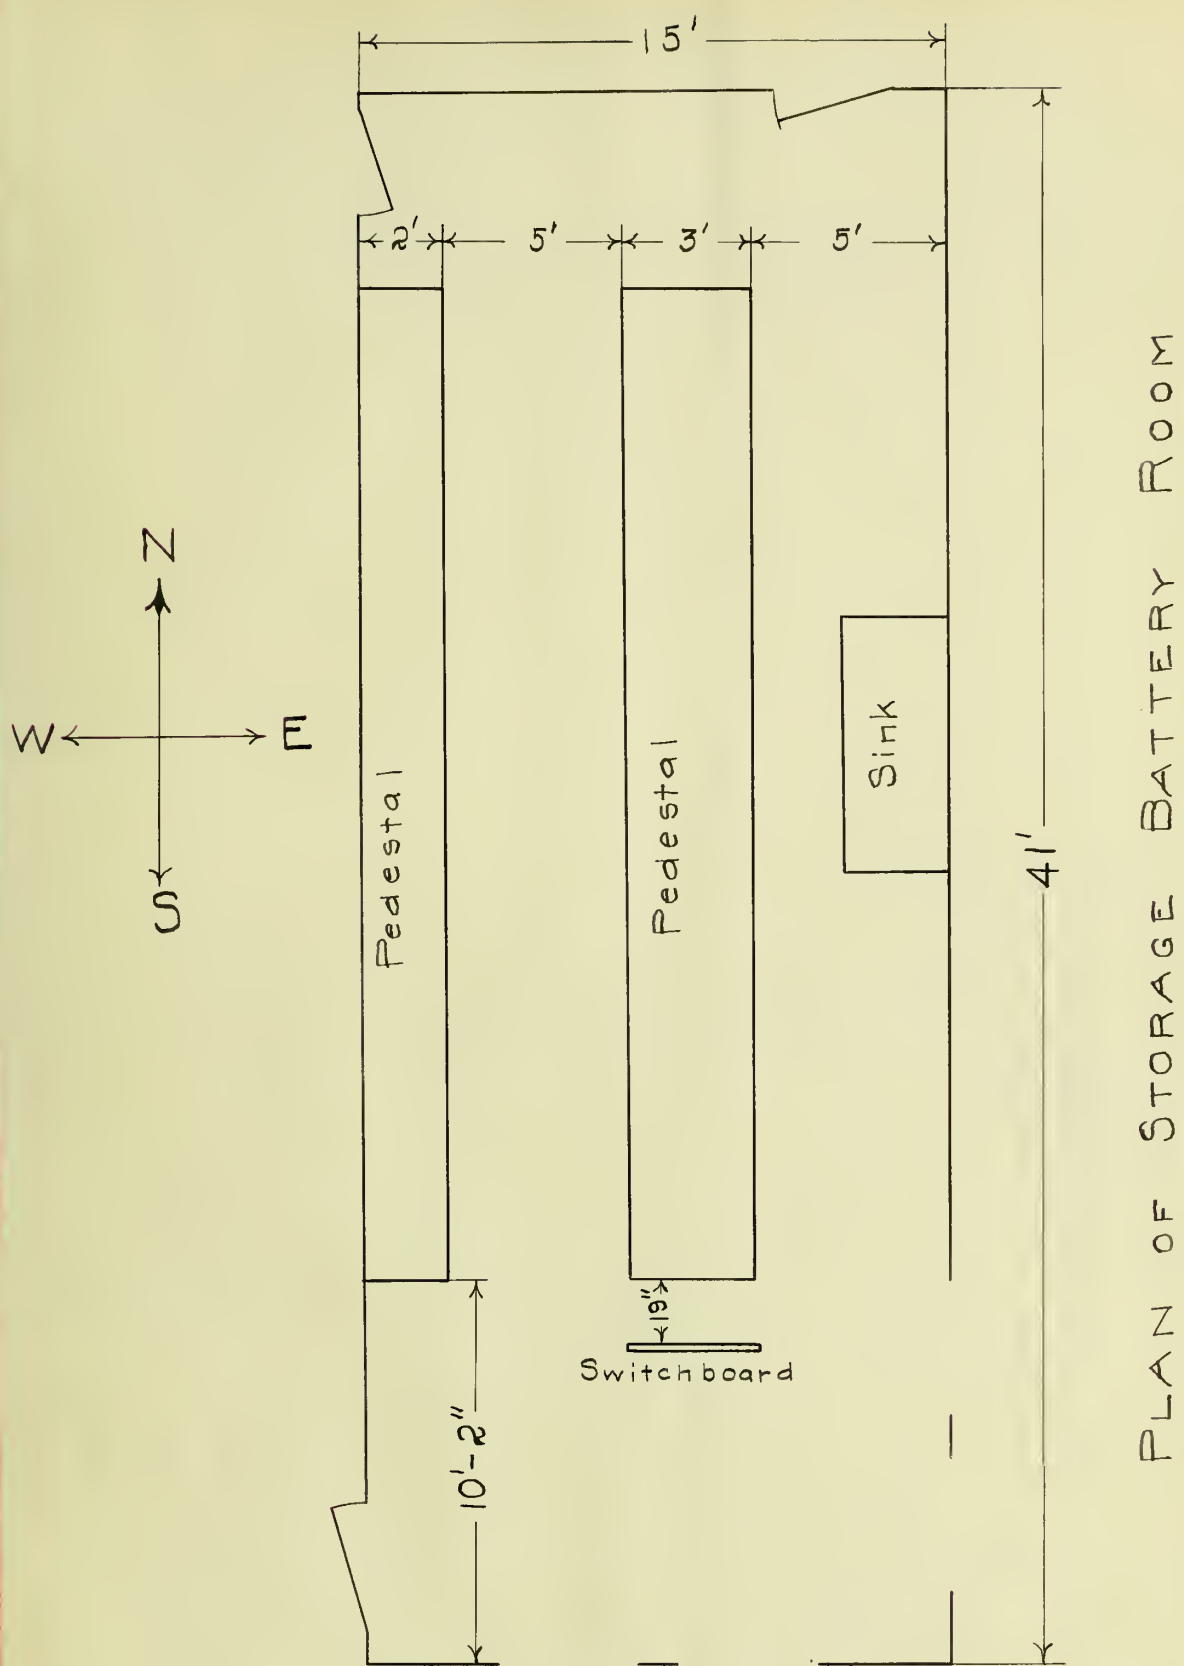 15'
2'
5'
3'
5'
N
W
E
S
Pedestal
Pedestal
Sink
41'
19"
Switchboard
10'-2"
PLAN OF STORAGE BATTERY ROOM